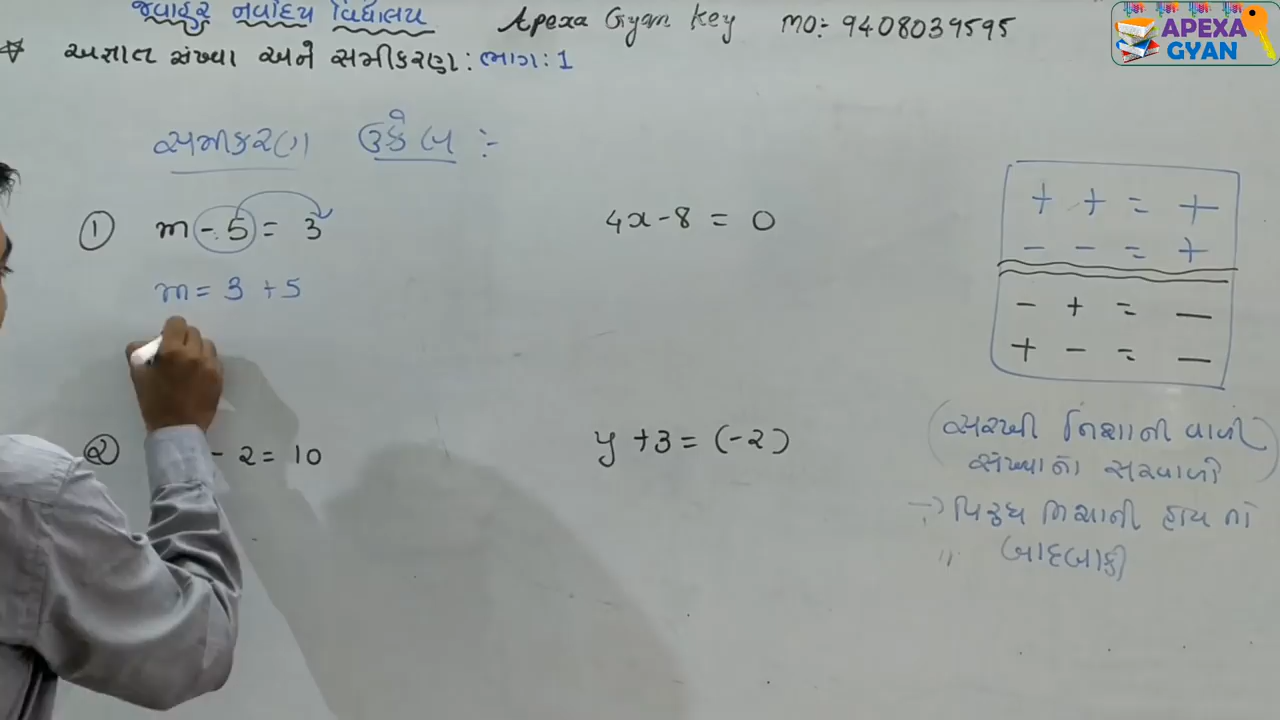 જવાહર નવોદય વિદ્યાલય Apexa Gyan Key MO: 9408039595
APEXA GYAN
અજ્ઞાત સંખ્યા અને સમીકરણ: ભાગ: 1
સમીકરણ ઉકેલ :-
① m - 5 = 3
m = 3 + 5
4x - 8 = 0
+ + = +
- - = +
- + = -
+ - = -
② - 2 = 10
y + 3 = (-2)
(સરખી નિશાની વાળી
સંખ્યાના સરવાળો)
→ વિરુધ્ધ નિશાની હોય તો
" બાદબાકી